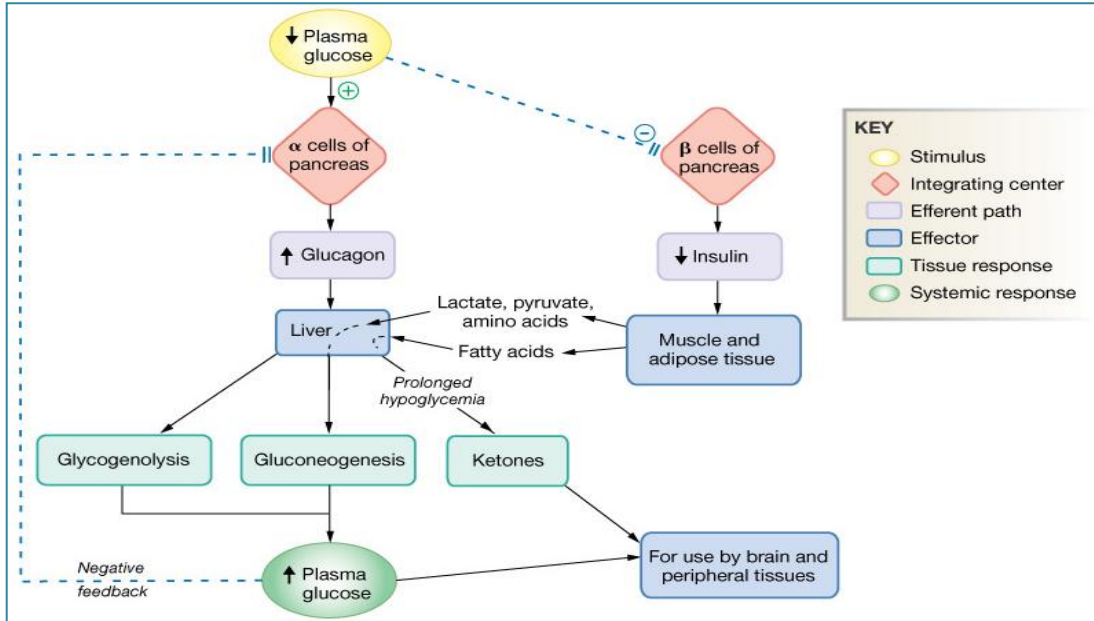 ↓ Plasma
glucose
+
α cells of
pancreas
−
β cells of
pancreas
↑ Glucagon
↓ Insulin
Liver
Lactate, pyruvate,
amino acids
Fatty acids
Muscle and
adipose tissue
Prolonged
hypoglycemia
Glycogenolysis
Gluconeogenesis
Ketones
Negative
feedback
↑ Plasma
glucose
For use by brain and
peripheral tissues
KEY
Stimulus
Integrating center
Efferent path
Effector
Tissue response
Systemic response